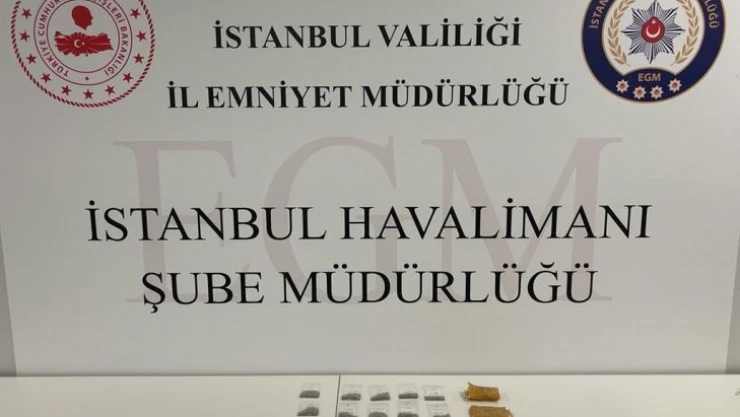 İSTANBUL VALİLİĞİ
İL EMNİYET MÜDÜRLÜĞÜ
EGM
EGM
İSTANBUL HAVALİMANI
ŞUBE MÜDÜRLÜĞÜ